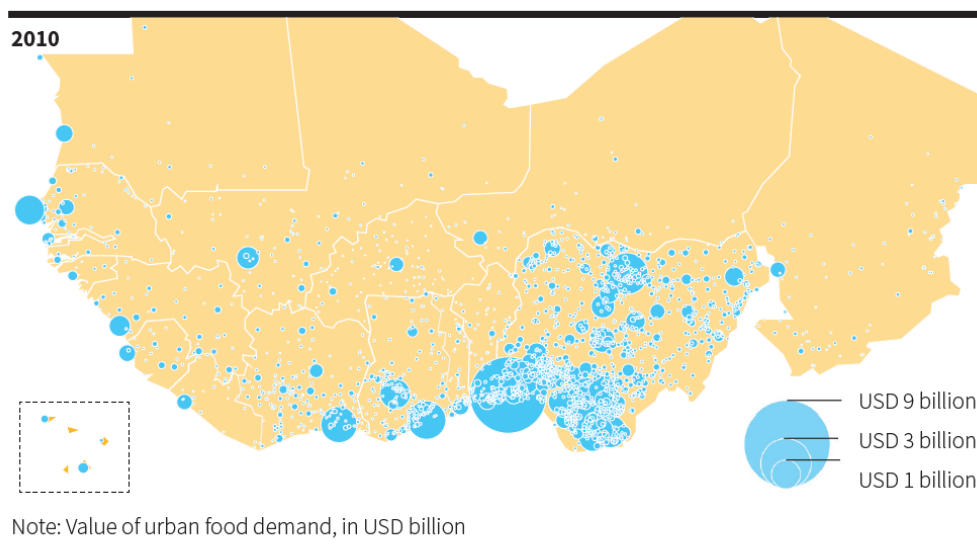 2010
USD 9 billion
USD 3 billion
USD 1 billion
Note: Value of urban food demand, in USD billion